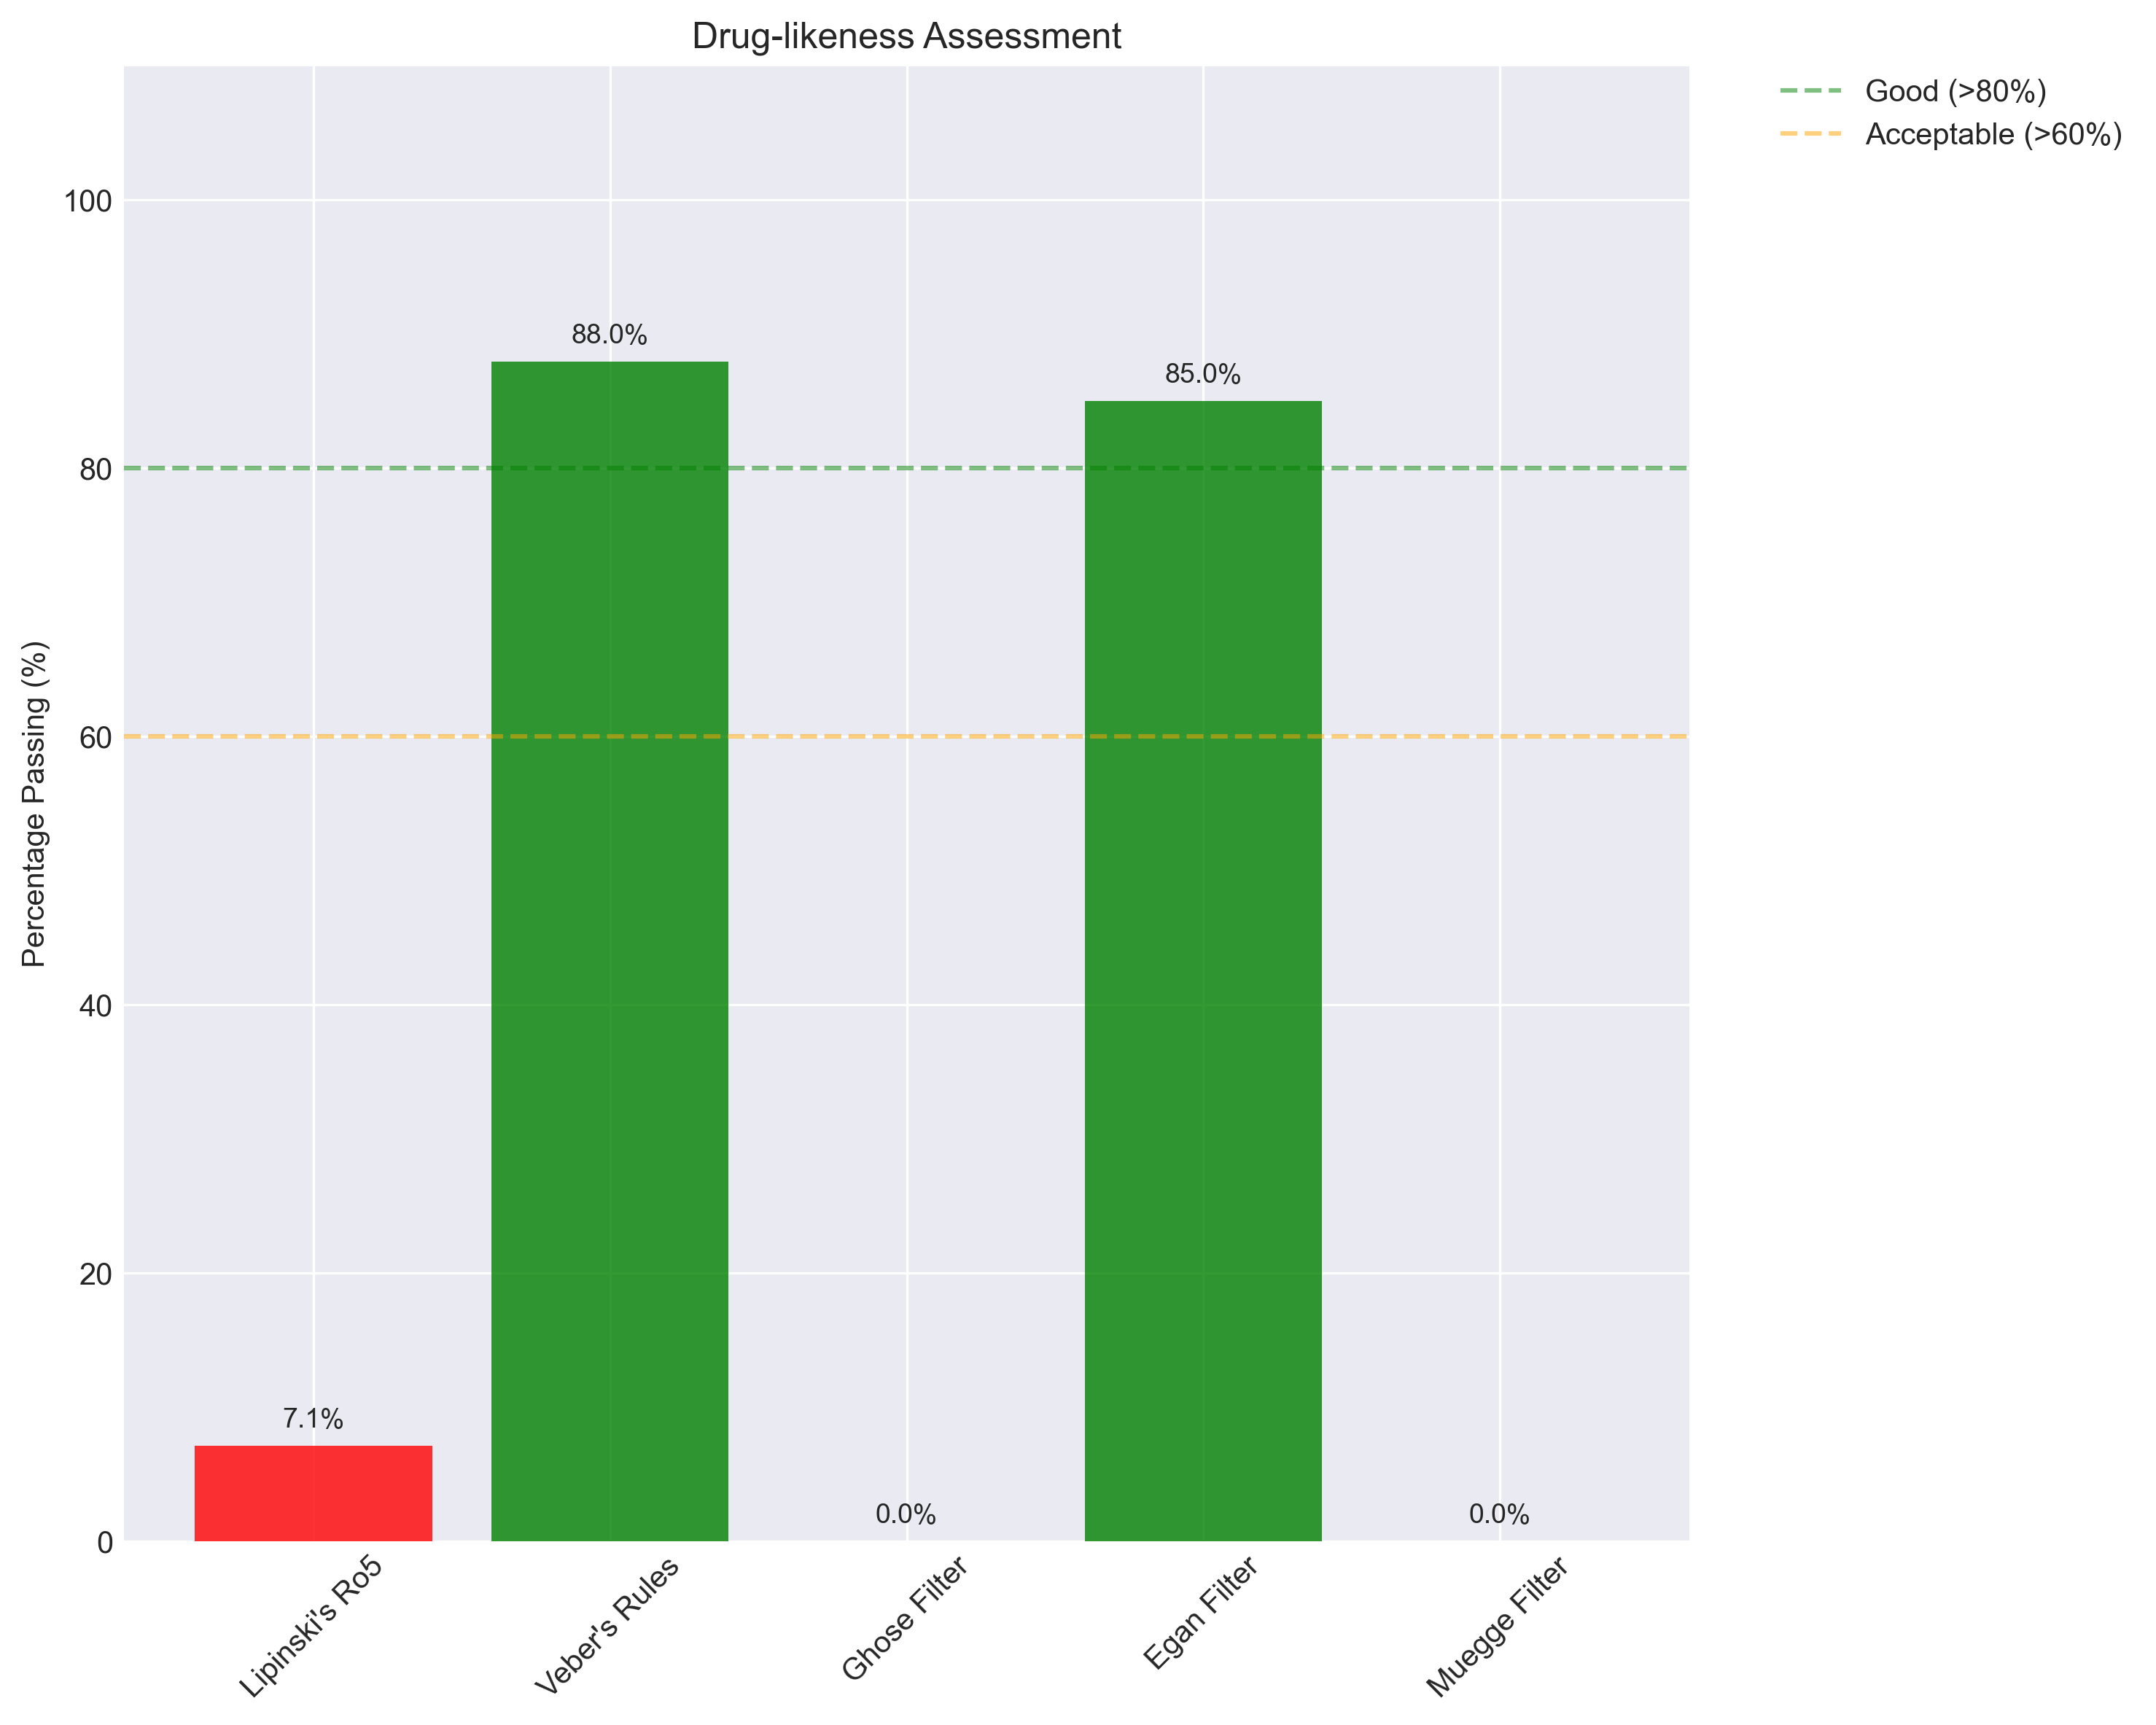 Drug-likeness Assessment
Good (>80%)
Acceptable (>60%)
Percentage Passing (%)
100
80
60
40
20
0
7.1%
88.0%
0.0%
85.0%
0.0%
Lipinski's Ro5
Veber's Rules
Ghose Filter
Egan Filter
Muegge Filter